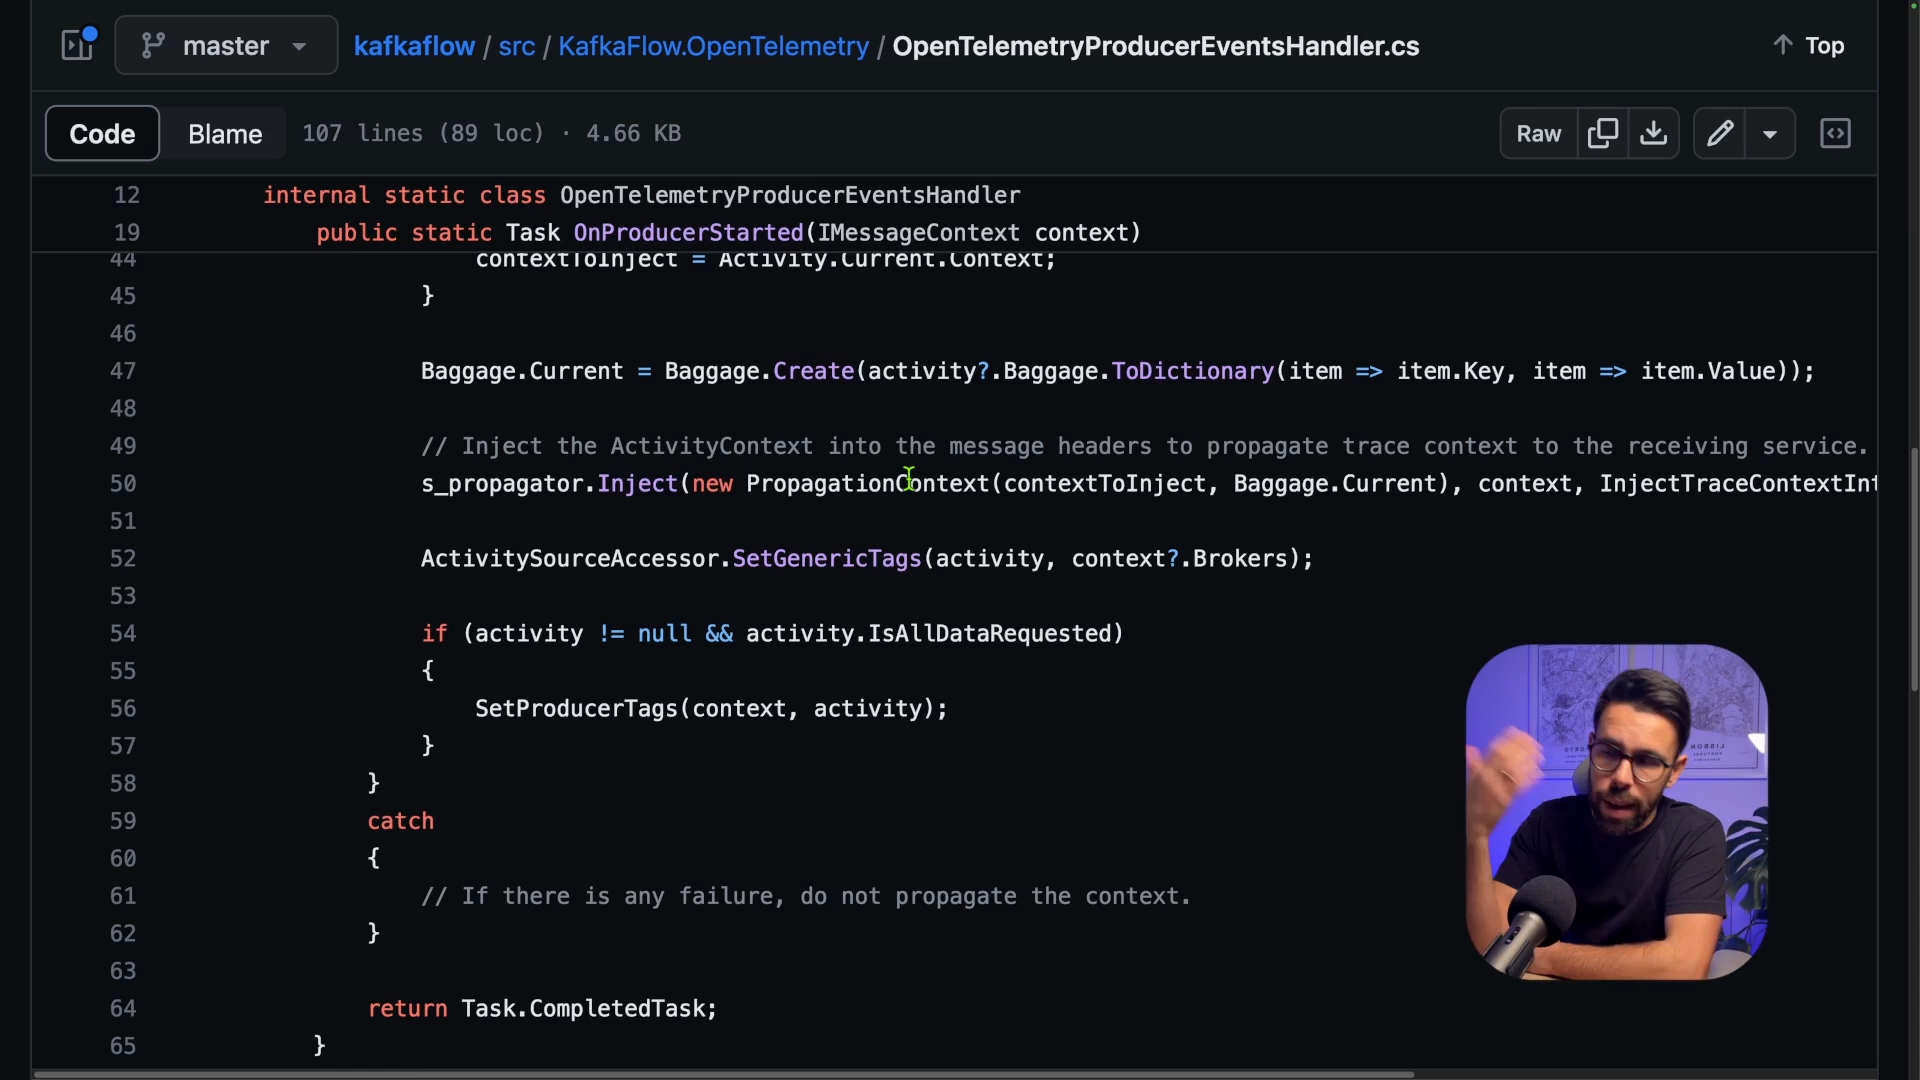 master kafkaflow / src / KafkaFlow.OpenTelemetry / OpenTelemetryProducerEventsHandler.cs Top
Code Blame 107 lines (89 loc) · 4.66 KB Raw
12 internal static class OpenTelemetryProducerEventsHandler
19 public static Task OnProducerStarted(IMessageContext context)
44 contextToInject = Activity.Current.Context;
45 }
46
47 Baggage.Current = Baggage.Create(activity?.Baggage.ToDictionary(item => item.Key, item => item.Value));
48
49 // Inject the ActivityContext into the message headers to propagate trace context to the receiving service.
50 s_propagator.Inject(new PropagationContext(contextToInject, Baggage.Current), context, InjectTraceContextInt
51
52 ActivitySourceAccessor.SetGenericTags(activity, context?.Brokers);
53
54 if (activity != null && activity.IsAllDataRequested)
55 {
56 SetProducerTags(context, activity);
57 }
58 }
59 catch
60 {
61 // If there is any failure, do not propagate the context.
62 }
63
64 return Task.CompletedTask;
65 }
LISBON